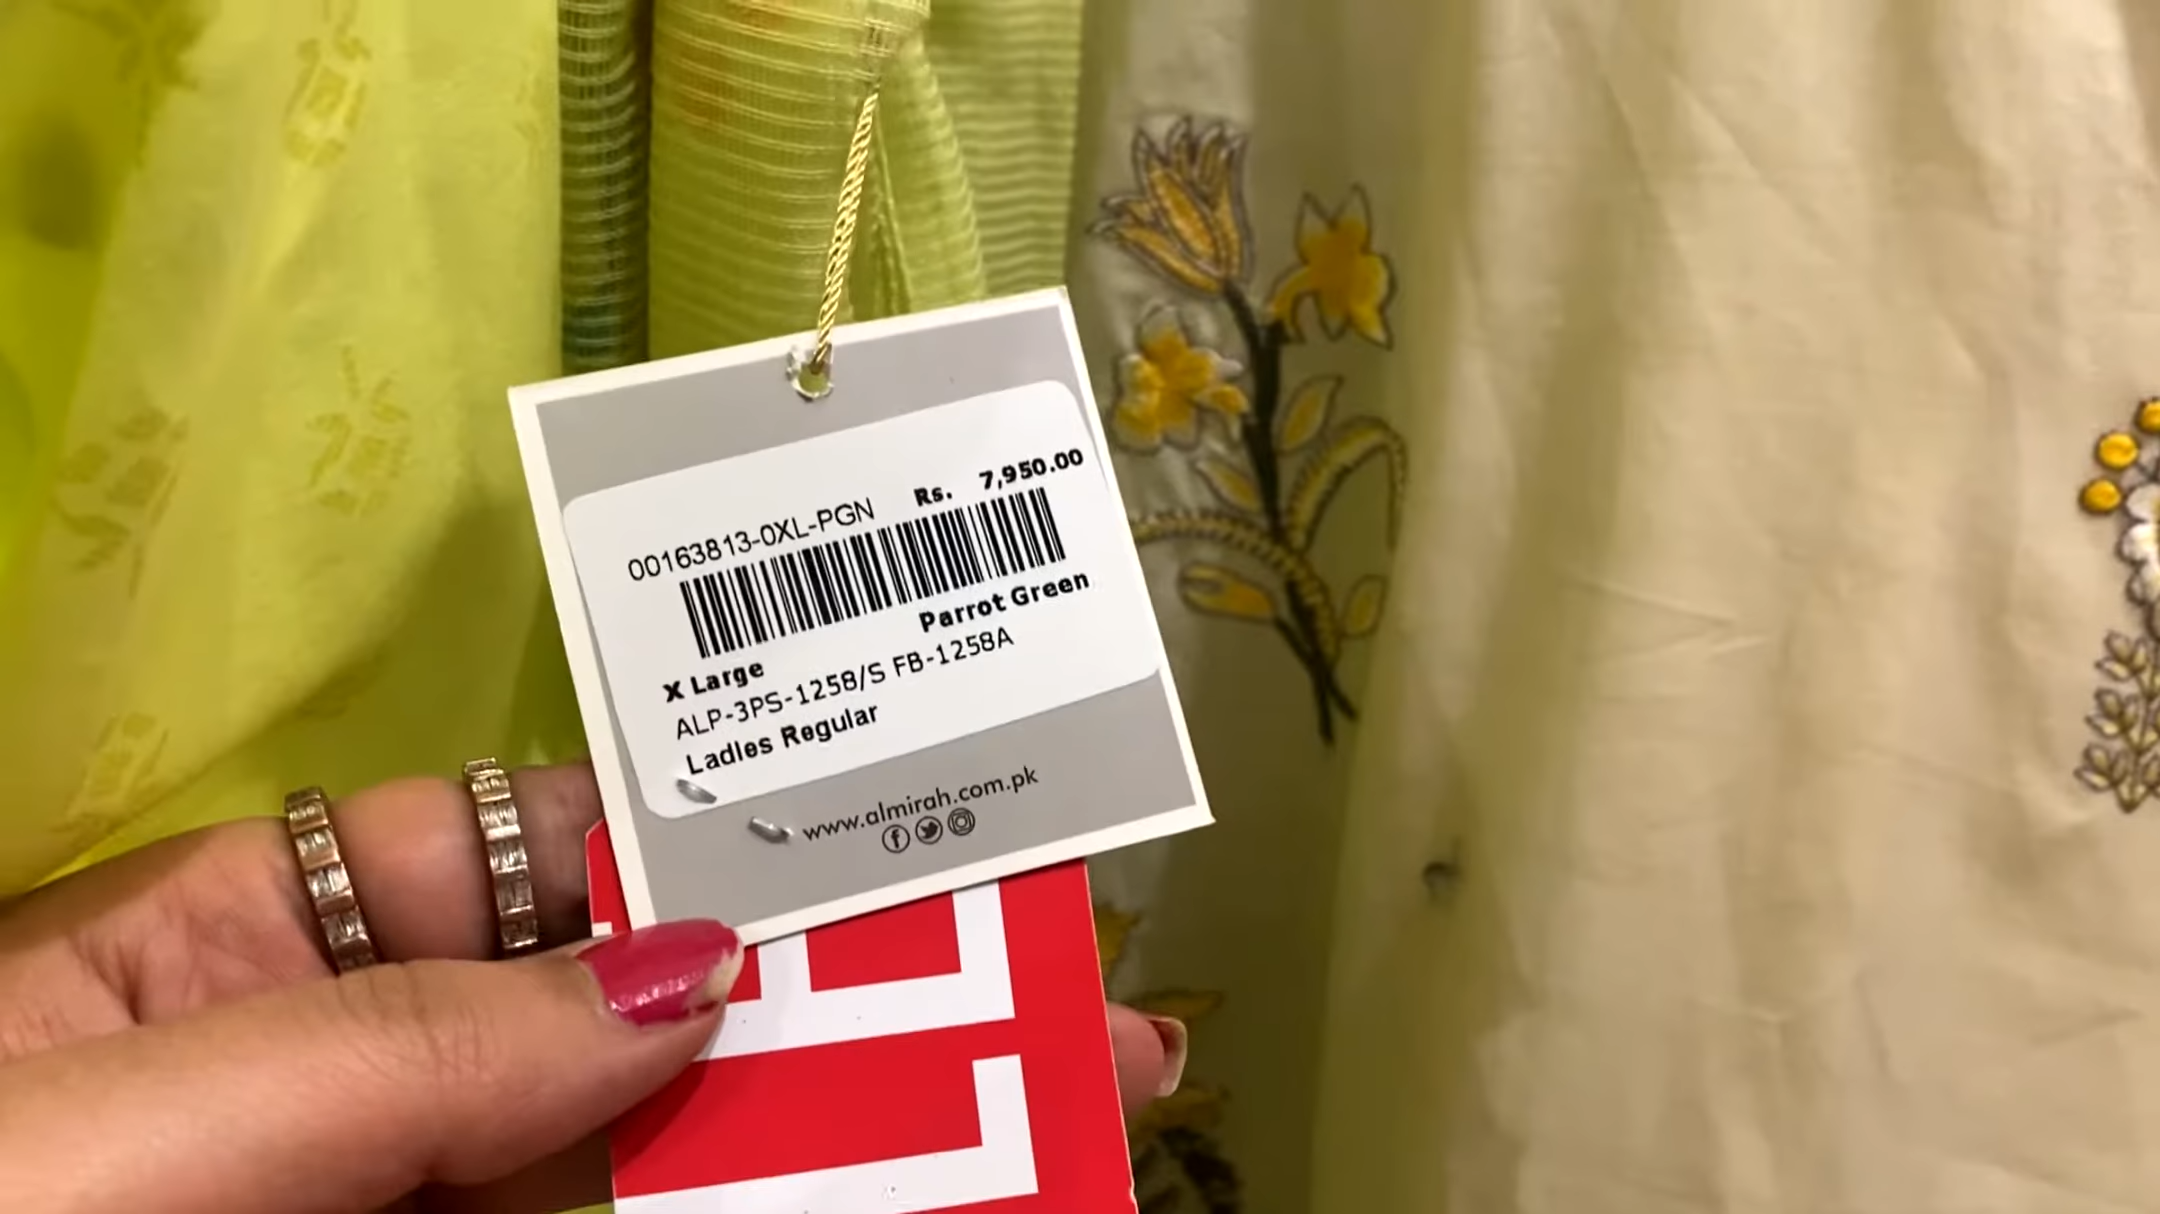 00163813-0XL-PGN Rs. 7,950.00
Parrot Green
X Large
ALP-3PS-1258/S FB-1258A
Ladies Regular
www.almirah.com.pk